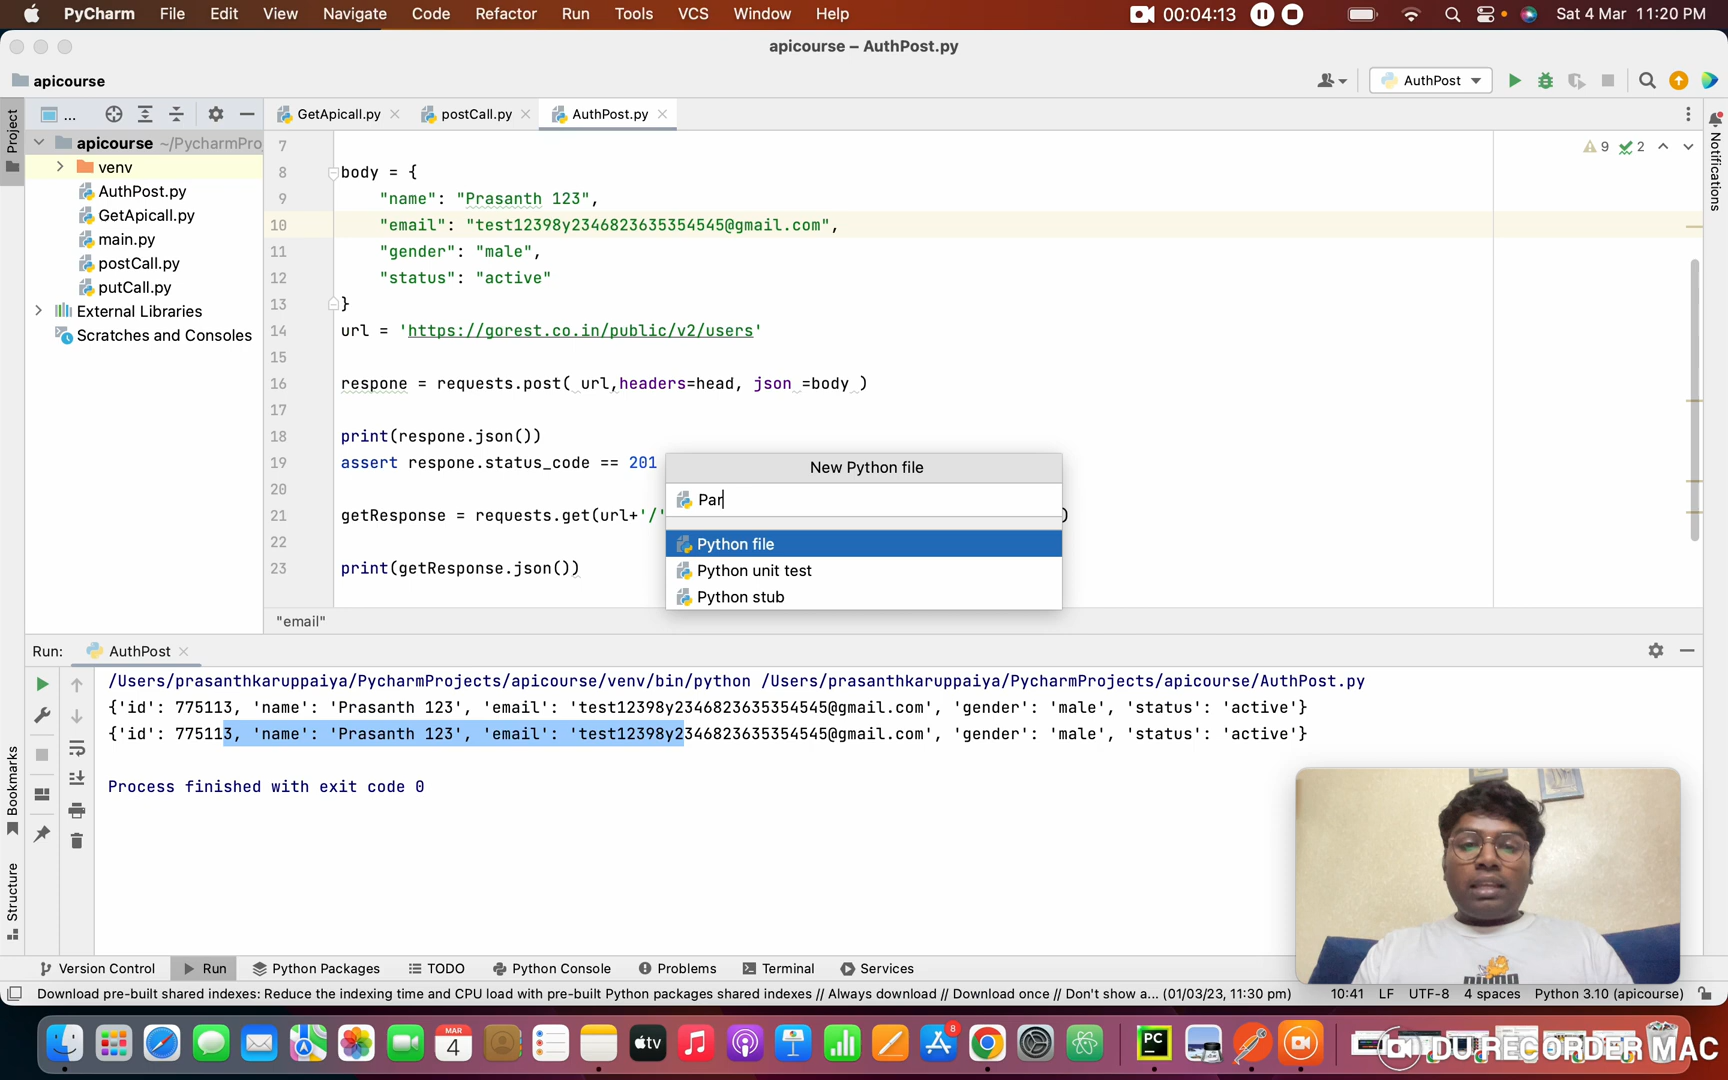 PyCharm File Edit View Navigate Code Refactor Run Tools VCS Window Help 00:04:13 Sat 4 Mar 11:20 PM
apicourse – AuthPost.py
apicourse AuthPost
... GetApicall.py postCall.py AuthPost.py
Project
Notifications
Bookmarks
Structure
apicourse ~/PycharmPro
venv
AuthPost.py
GetApicall.py
main.py
postCall.py
putCall.py
External Libraries
Scratches and Consoles
9 2
7
8 body = {
9 "name": "Prasanth 123",
10 "email": "test12398y2346823635354545@gmail.com",
11 "gender": "male",
12 "status": "active"
13 }
14 url = 'https://gorest.co.in/public/v2/users'
15
16 respone = requests.post( url,headers=head, json =body )
17
18 print(respone.json())
19 assert respone.status_code == 201
20
21 getResponse = requests.get(url+'/' )
22
23 print(getResponse.json())
"email"
New Python file
Par
Python file
Python unit test
Python stub
Run: AuthPost
/Users/prasanthkaruppaiya/PycharmProjects/apicourse/venv/bin/python /Users/prasanthkaruppaiya/PycharmProjects/apicourse/AuthPost.py
{'id': 775113, 'name': 'Prasanth 123', 'email': 'test12398y2346823635354545@gmail.com', 'gender': 'male', 'status': 'active'}
{'id': 775113, 'name': 'Prasanth 123', 'email': 'test12398y2346823635354545@gmail.com', 'gender': 'male', 'status': 'active'}
Process finished with exit code 0
Version Control Run Python Packages TODO Python Console Problems Terminal Services
Download pre-built shared indexes: Reduce the indexing time and CPU load with pre-built Python packages shared indexes // Always download // Download once // Don't show a... (01/03/23, 11:30 pm) 10:41 LF UTF-8 4 spaces Python 3.10 (apicourse)
MAR
4
tv
8
PC
DU RECORDER MAC